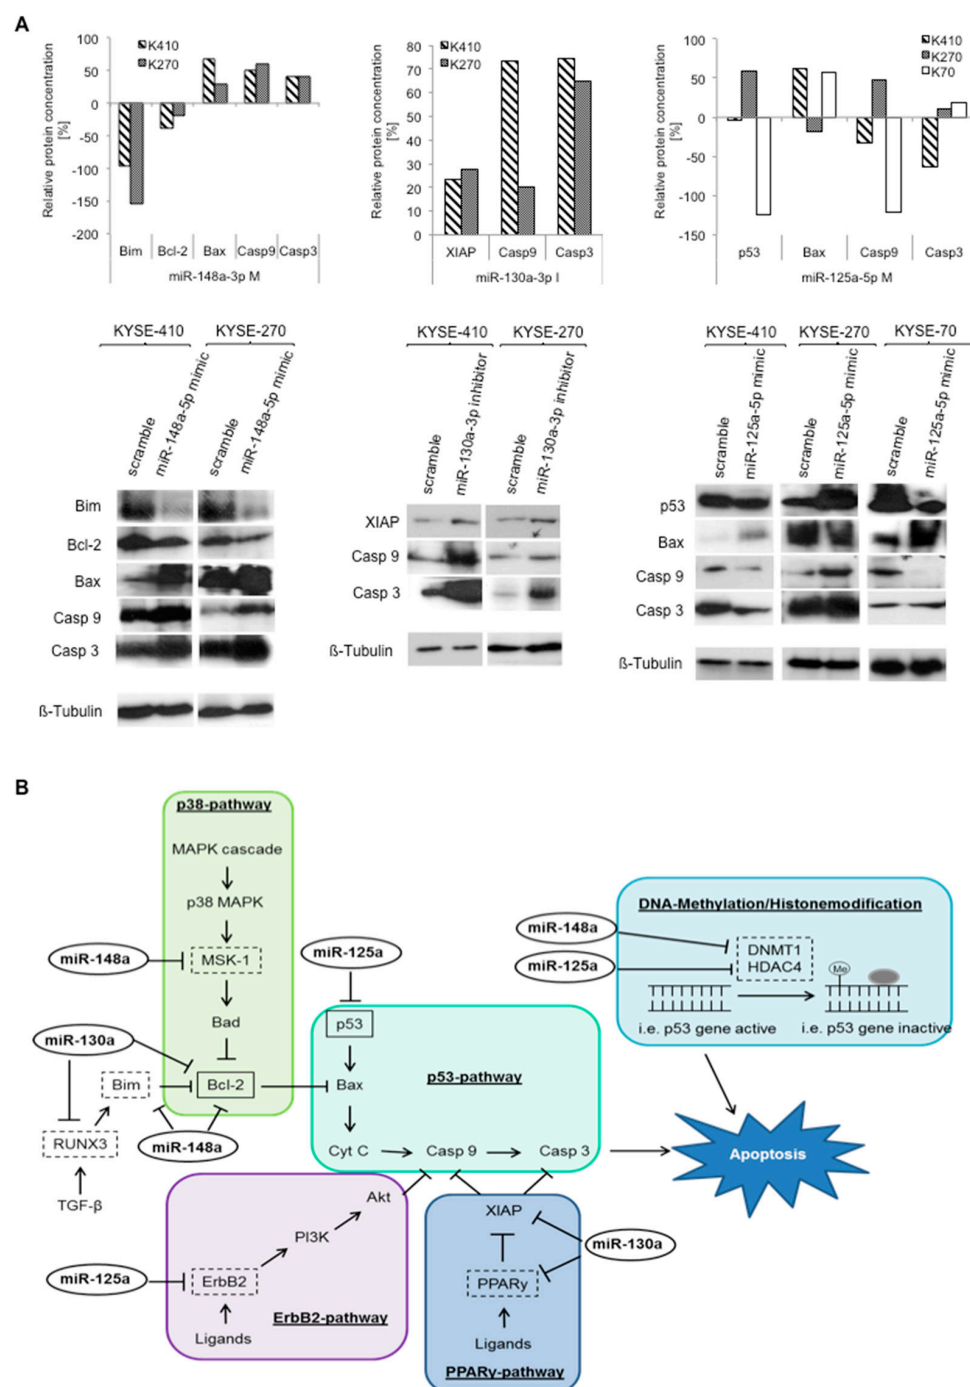 A
Relative protein concentration
[%]
100
50
0
-50
-100
-150
-200
K410
K270
Bim Bcl-2 Bax Casp9 Casp3
miR-148a-3p M
Relative protein concentration
[%]
80
70
60
50
40
30
20
10
0
K410
K270
XIAP Casp9 Casp3
miR-130a-3p I
Relative protein concentration
[%]
100
50
0
-50
-100
-150
K410
K270
K70
p53 Bax Casp9 Casp3
miR-125a-5p M
KYSE-410 KYSE-270
scramble
miR-148a-5p mimic
scramble
miR-148a-5p mimic
Bim
Bcl-2
Bax
Casp 9
Casp 3
ß-Tubulin
KYSE-410 KYSE-270
scramble
miR-130a-3p inhibitor
scramble
miR-130a-3p inhibitor
XIAP
Casp 9
Casp 3
ß-Tubulin
KYSE-410 KYSE-270 KYSE-70
scramble
miR-125a-5p mimic
scramble
miR-125a-5p mimic
scramble
miR-125a-5p mimic
p53
Bax
Casp 9
Casp 3
ß-Tubulin
B
p38-pathway
MAPK cascade
p38 MAPK
miR-148a
MSK-1
Bad
miR-130a
Bim
Bcl-2
RUNX3
miR-148a
TGF-β
miR-125a
p53
Bax
p53-pathway
Cyt C
Casp 9
Casp 3
DNA-Methylation/Histonemodification
miR-148a
miR-125a
DNMT1
HDAC4
Me
i.e. p53 gene active
i.e. p53 gene inactive
Apoptosis
Akt
PI3K
miR-125a
ErbB2
ErbB2-pathway
Ligands
XIAP
miR-130a
PPARγ
Ligands
PPARγ-pathway